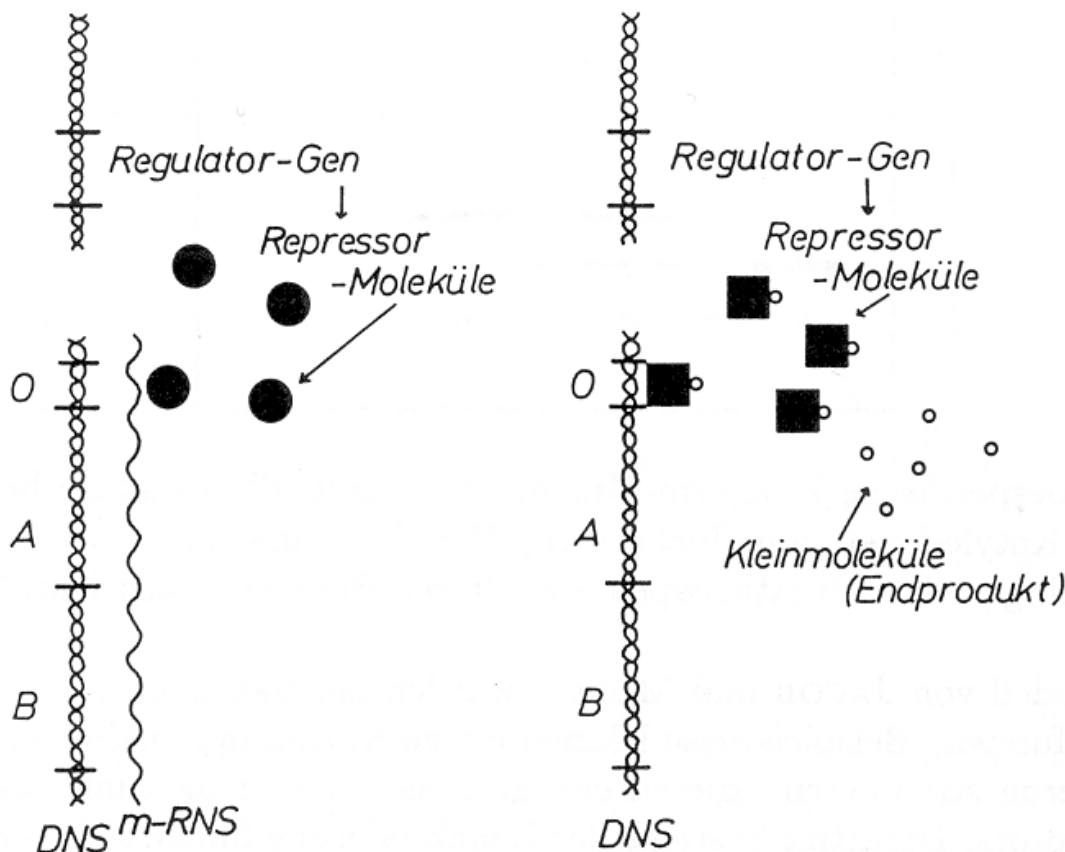 Regulator-Gen
Repressor
-Moleküle
O
A
B
DNS
m-RNS
Regulator-Gen
Repressor
-Moleküle
O
A
Kleinmoleküle
(Endprodukt)
B
DNS